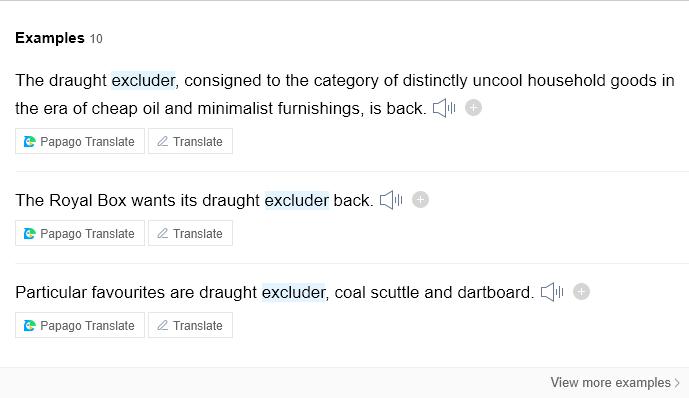 Examples 10
The draught excluder, consigned to the category of distinctly uncool household goods in
the era of cheap oil and minimalist furnishings, is back.
Papago Translate Translate
The Royal Box wants its draught excluder back.
Papago Translate Translate
Particular favourites are draught excluder, coal scuttle and dartboard.
Papago Translate Translate
View more examples